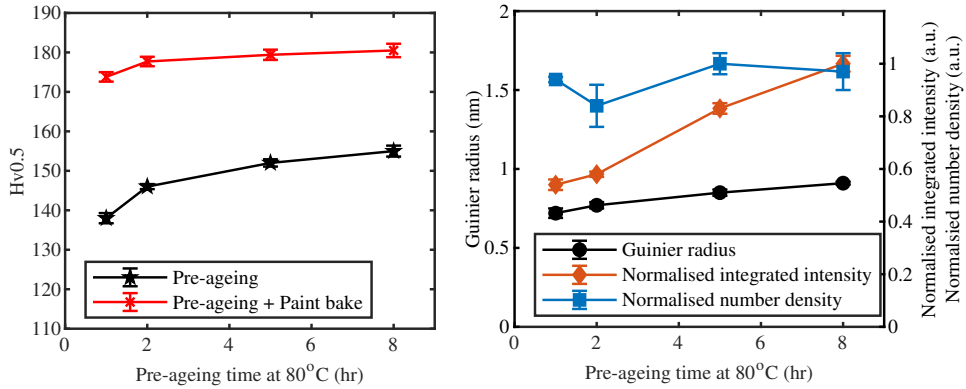 Hv0.5
190
180
170
160
150
140
130
120
110
0
2
4
6
8
Pre-ageing
Pre-ageing + Paint bake
Pre-ageing time at 80°C (hr)
Guinier radius (nm)
2
1.5
1
0.5
0
0
2
4
6
8
Guinier radius
Normalised integrated intensity
Normalised number density
Pre-ageing time at 80°C (hr)
1
0.8
0.6
0.4
0.2
0
Normalised integrated intensity (a.u.)
Normalsied number density (a.u.)